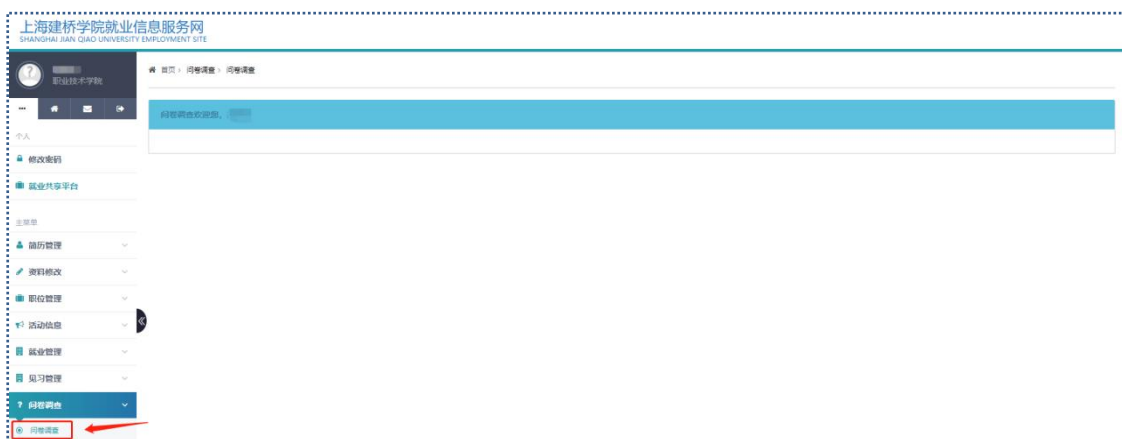 上海建桥学院就业信息服务网
SHANGHAI JIAN QIAO UNIVERSITY EMPLOYMENT SITE
职业技术学院
首页 › 问卷调查 › 问卷调查
问卷调查欢迎您,
个人
修改密码
就业共享平台
主菜单
简历管理
资料修改
职位管理
活动信息
就业管理
见习管理
问卷调查
问卷调查